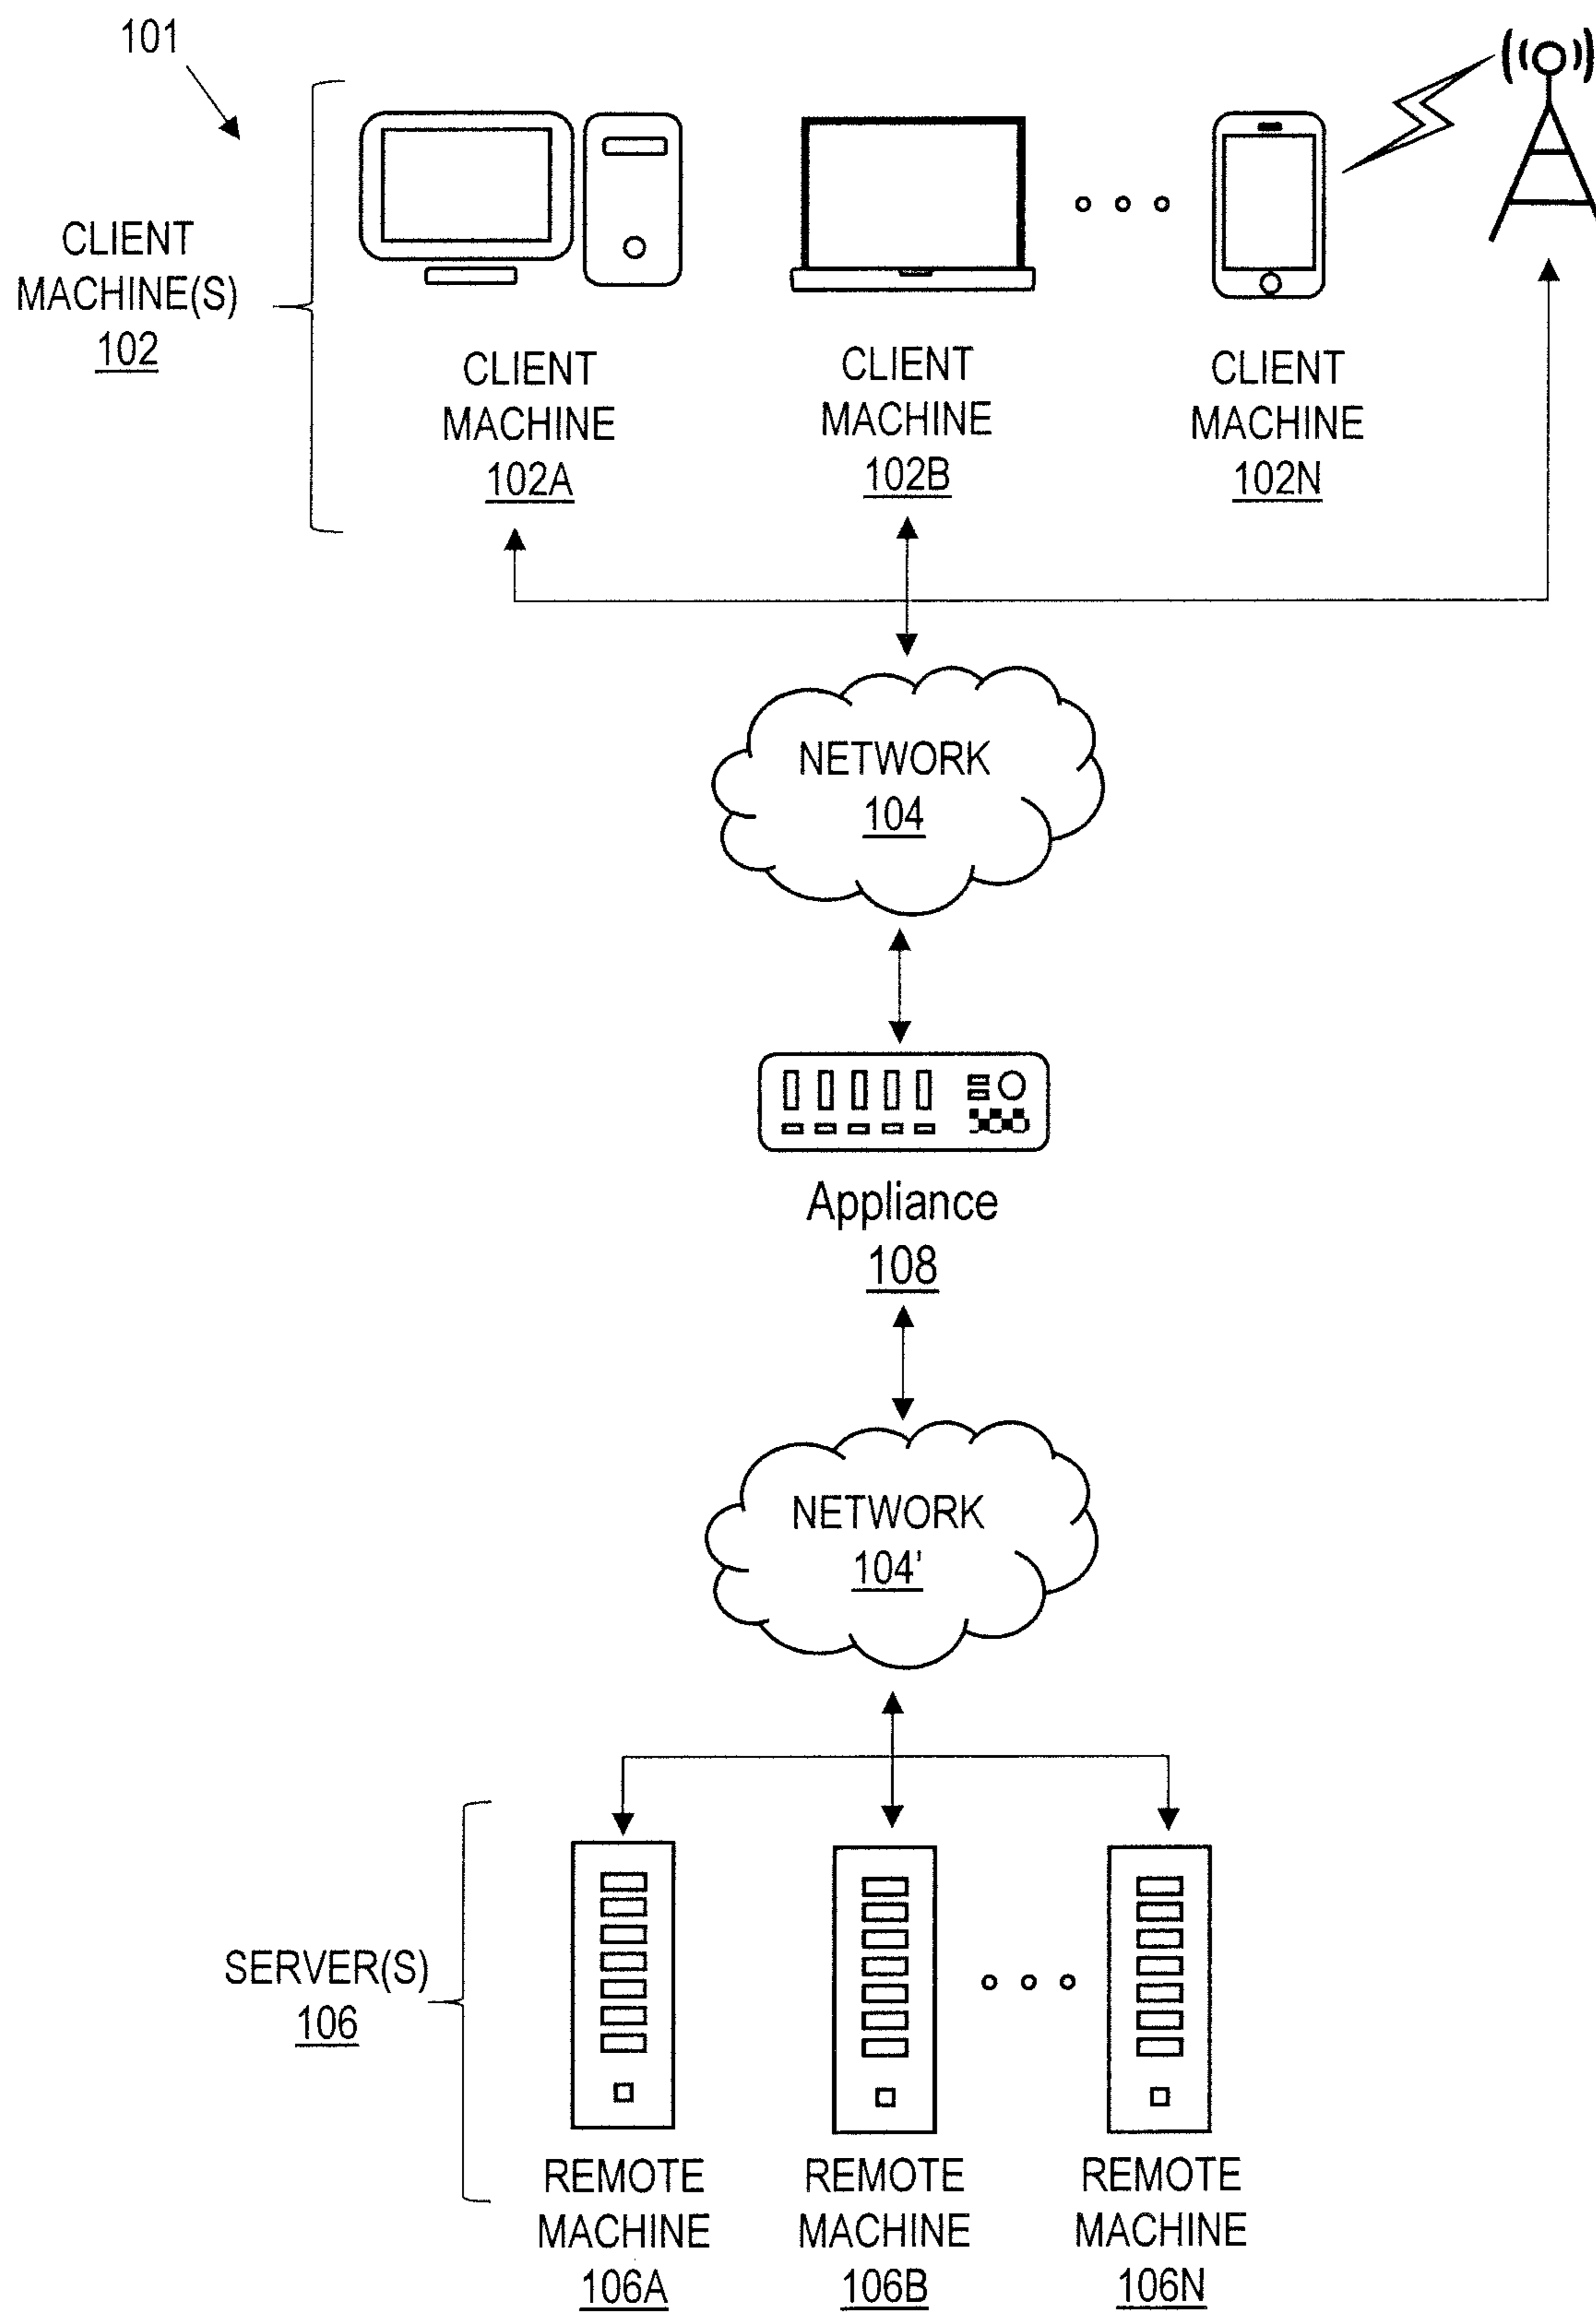 101
CLIENT
MACHINE(S)
102
CLIENT
MACHINE
102A
CLIENT
MACHINE
102B
CLIENT
MACHINE
102N
NETWORK
104
Appliance
108
NETWORK
104'
SERVER(S)
106
REMOTE
MACHINE
106A
REMOTE
MACHINE
106B
REMOTE
MACHINE
106N